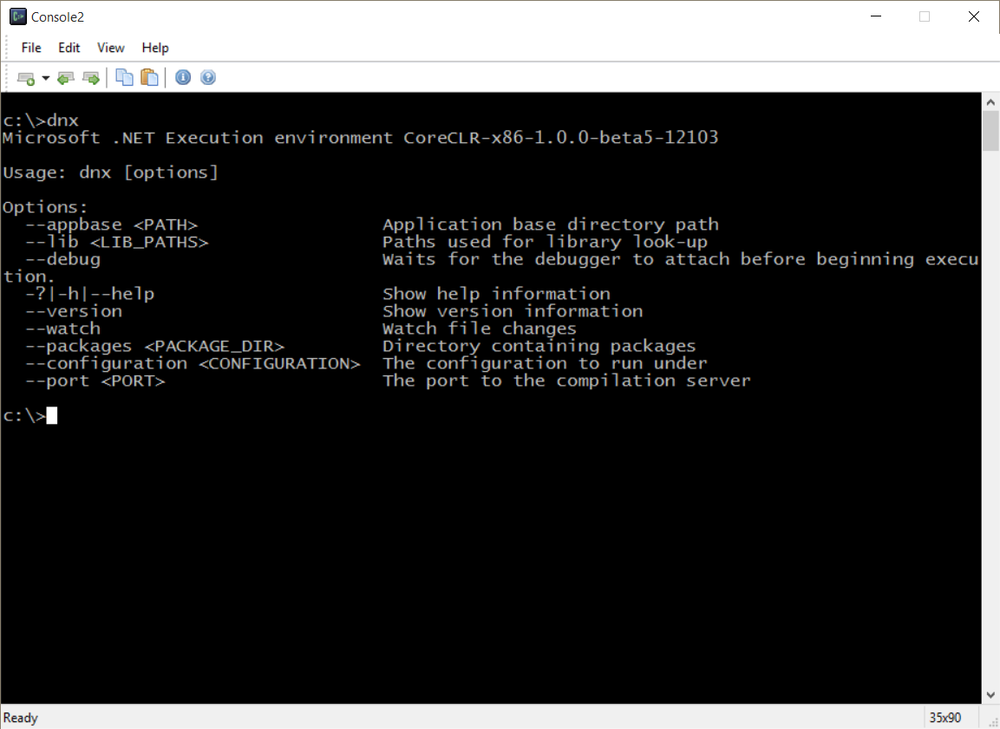 Console2
File Edit View Help
c:\>dnx
Microsoft .NET Execution environment CoreCLR-x86-1.0.0-beta5-12103
Usage: dnx [options]
Options:
  --appbase <PATH>                 Application base directory path
  --lib <LIB_PATHS>                Paths used for library look-up
  --debug                          Waits for the debugger to attach before beginning execu
tion.
  -?|-h|--help                     Show help information
  --version                        Show version information
  --watch                          Watch file changes
  --packages <PACKAGE_DIR>         Directory containing packages
  --configuration <CONFIGURATION>  The configuration to run under
  --port <PORT>                    The port to the compilation server
c:\>
Ready 35x90